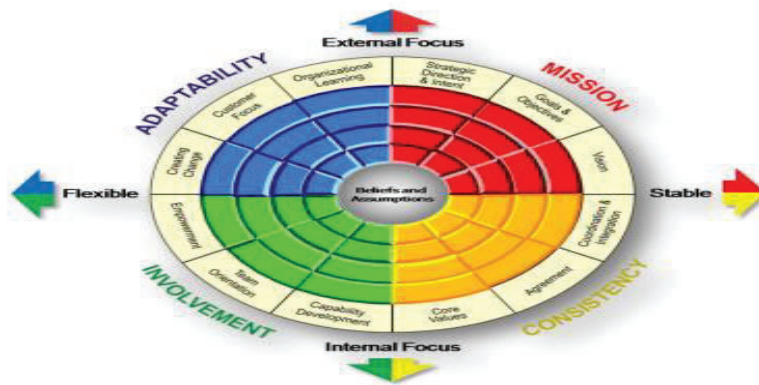 External Focus
ADAPTABILITY
MISSION
Organizational
Learning
Strategic
Direction
& Intent
Customer
Focus
Goals &
Objectives
Creating
Change
Vision
Flexible
Beliefs and
Assumptions
Stable
Empowerment
Coordination &
Integration
Team
Orientation
Agreement
Capability
Development
Core
Values
INVOLVEMENT
CONSISTENCY
Internal Focus